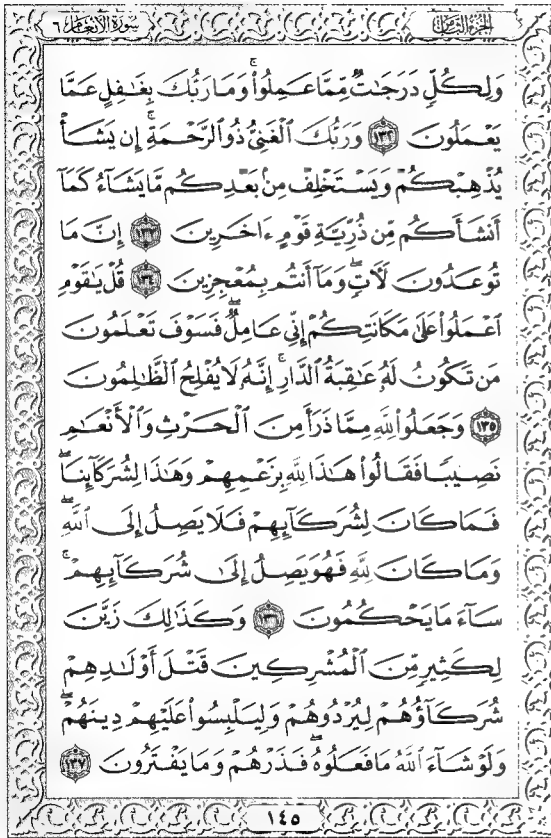 الجزء الثامن
سورة الأنعام ٦
وَلِكُلٍّ دَرَجَٰتٌ مِّمَّا عَمِلُوا۟ ۚ وَمَا رَبُّكَ بِغَٰفِلٍ عَمَّا
يَعْمَلُونَ ١٣٢ وَرَبُّكَ ٱلْغَنِىُّ ذُو ٱلرَّحْمَةِ ۚ إِن يَشَأْ
يُذْهِبْكُمْ وَيَسْتَخْلِفْ مِنۢ بَعْدِكُم مَّا يَشَآءُ كَمَآ
أَنشَأَكُم مِّن ذُرِّيَّةِ قَوْمٍ ءَاخَرِينَ ١٣٣ إِنَّ مَا
تُوعَدُونَ لَءَاتٍ ۖ وَمَآ أَنتُم بِمُعْجِزِينَ ١٣٤ قُلْ يَٰقَوْمِ
ٱعْمَلُوا۟ عَلَىٰ مَكَانَتِكُمْ إِنِّى عَامِلٌ ۖ فَسَوْفَ تَعْلَمُونَ
مَن تَكُونُ لَهُۥ عَٰقِبَةُ ٱلدَّارِ ۗ إِنَّهُۥ لَا يُفْلِحُ ٱلظَّٰلِمُونَ
١٣٥ وَجَعَلُوا۟ لِلَّهِ مِمَّا ذَرَأَ مِنَ ٱلْحَرْثِ وَٱلْأَنْعَٰمِ
نَصِيبًا فَقَالُوا۟ هَٰذَا لِلَّهِ بِزَعْمِهِمْ وَهَٰذَا لِشُرَكَآئِنَا ۖ
فَمَا كَانَ لِشُرَكَآئِهِمْ فَلَا يَصِلُ إِلَى ٱللَّهِ ۖ
وَمَا كَانَ لِلَّهِ فَهُوَ يَصِلُ إِلَىٰ شُرَكَآئِهِمْ ۗ
سَآءَ مَا يَحْكُمُونَ ١٣٦ وَكَذَٰلِكَ زَيَّنَ
لِكَثِيرٍ مِّنَ ٱلْمُشْرِكِينَ قَتْلَ أَوْلَٰدِهِمْ
شُرَكَآؤُهُمْ لِيُرْدُوهُمْ وَلِيَلْبِسُوا۟ عَلَيْهِمْ دِينَهُمْ ۖ
وَلَوْ شَآءَ ٱللَّهُ مَا فَعَلُوهُ ۖ فَذَرْهُمْ وَمَا يَفْتَرُونَ ١٣٧
١٤٥